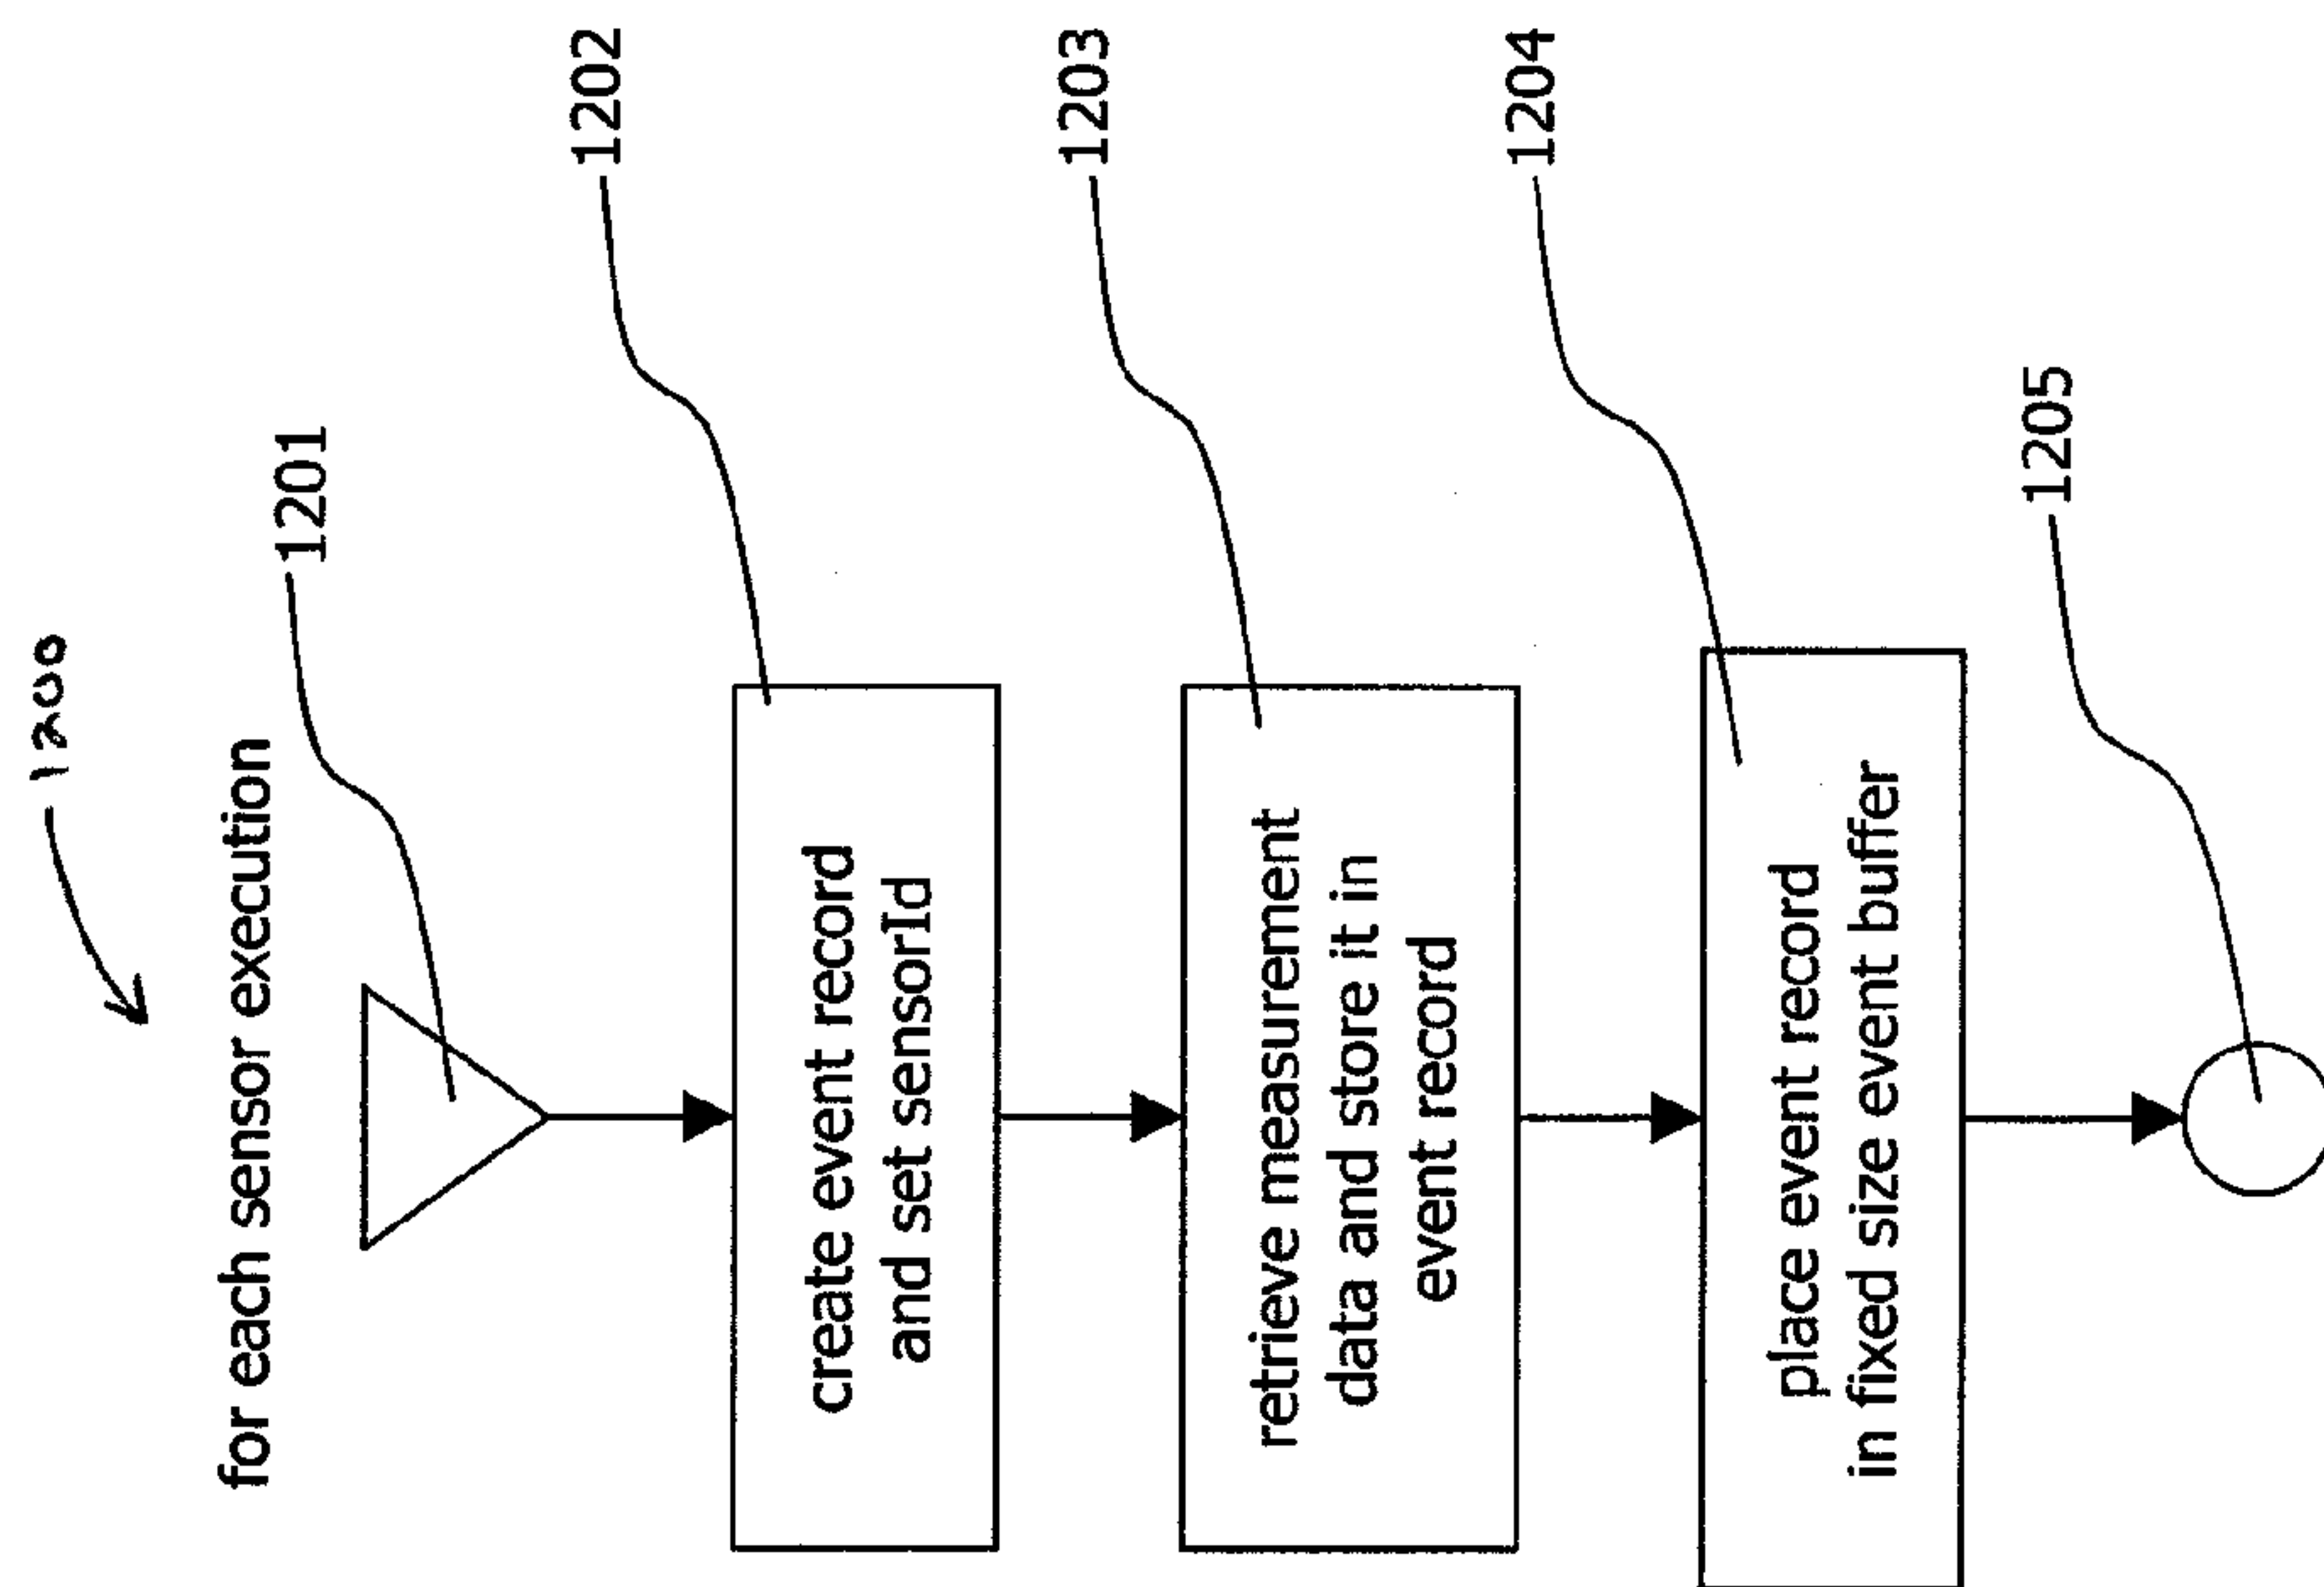 1200
for each sensor execution
1201
create event record
and set sensorId
1202
retrieve measurement
data and store it in
event record
1203
place event record
in fixed size event buffer
1204
1205